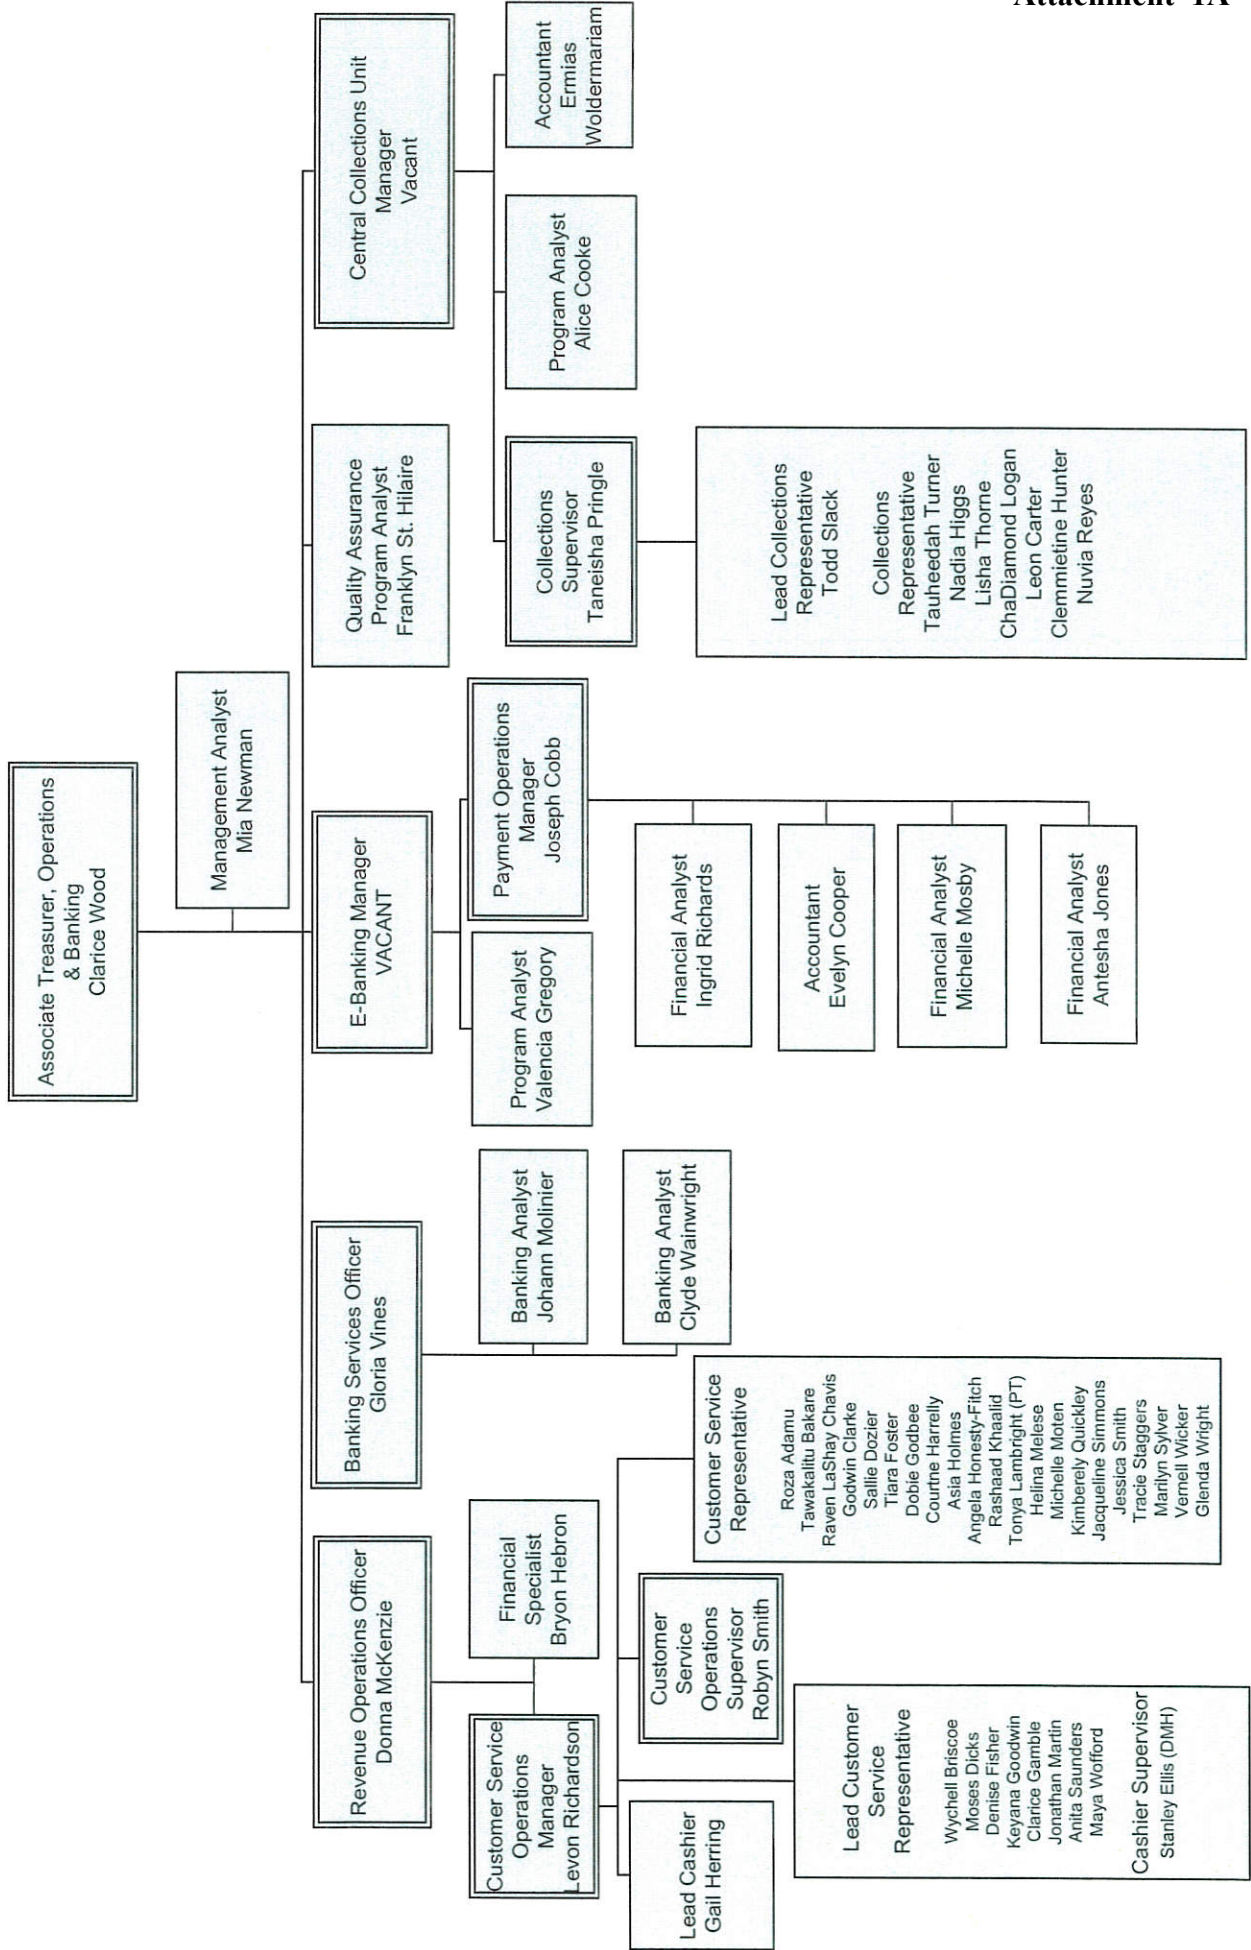 Attachment 1A
Associate Treasurer, Operations
& Banking
Clarice Wood
Management Analyst
Mia Newman
Revenue Operations Officer
Donna McKenzie
Banking Services Officer
Gloria Vines
E-Banking Manager
VACANT
Quality Assurance
Program Analyst
Franklyn St. Hilaire
Central Collections Unit
Manager
Vacant
Customer Service
Operations
Manager
Levon Richardson
Financial
Specialist
Bryon Hebron
Banking Analyst
Johann Molinier
Banking Analyst
Clyde Wainwright
Program Analyst
Valencia Gregory
Payment Operations
Manager
Joseph Cobb
Collections
Supervisor
Taneisha Pringle
Program Analyst
Alice Cooke
Accountant
Ermias
Woldermariam
Lead Cashier
Gail Herring
Lead Customer
Service
Representative
Wychell Briscoe
Moses Dicks
Denise Fisher
Keyana Goodwin
Clarice Gamble
Jonathan Martin
Anita Saunders
Maya Wofford
Cashier Supervisor
Stanley Ellis (DMH)
Customer
Service
Operations
Supervisor
Robyn Smith
Customer Service
Representative
Roza Adamu
Tawakalitu Bakare
Raven LaShay Chavis
Godwin Clarke
Sallie Dozier
Tiara Foster
Dobie Godbee
Courtne Harrelly
Asia Holmes
Angela Honesty-Fitch
Rashaad Khaalid
Tonya Lambright (PT)
Helina Melese
Michelle Moten
Kimberely Quickley
Jacqueline Simmons
Jessica Smith
Tracie Staggers
Marilyn Sylver
Vernell Wicker
Glenda Wright
Financial Analyst
Ingrid Richards
Accountant
Evelyn Cooper
Financial Analyst
Michelle Mosby
Financial Analyst
Antesha Jones
Lead Collections
Representative
Todd Slack
Collections
Representative
Tauheedah Turner
Nadia Higgs
Lisha Thorne
ChaDiamond Logan
Leon Carter
Clemmietine Hunter
Nuvia Reyes